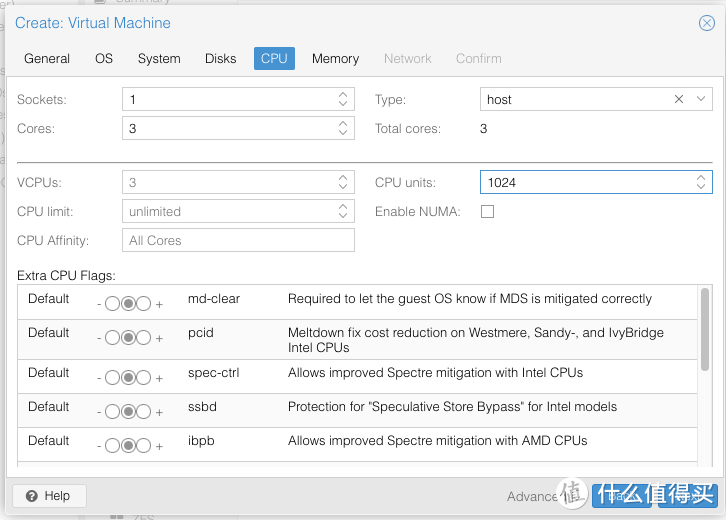 Summary
Create: Virtual Machine
General OS System Disks CPU Memory Network Confirm
Sockets: 1 Type: host
Cores: 3 Total cores: 3
VCPUs: 3 CPU units: 1024
CPU limit: unlimited Enable NUMA:
CPU Affinity: All Cores
Extra CPU Flags:
Default - + md-clear Required to let the guest OS know if MDS is mitigated correctly
Default - + pcid Meltdown fix cost reduction on Westmere, Sandy-, and IvyBridge
Intel CPUs
Default - + spec-ctrl Allows improved Spectre mitigation with Intel CPUs
Default - + ssbd Protection for "Speculative Store Bypass" for Intel models
Default - + ibpb Allows improved Spectre mitigation with AMD CPUs
Help Advance
值 什么值得买
ZFS